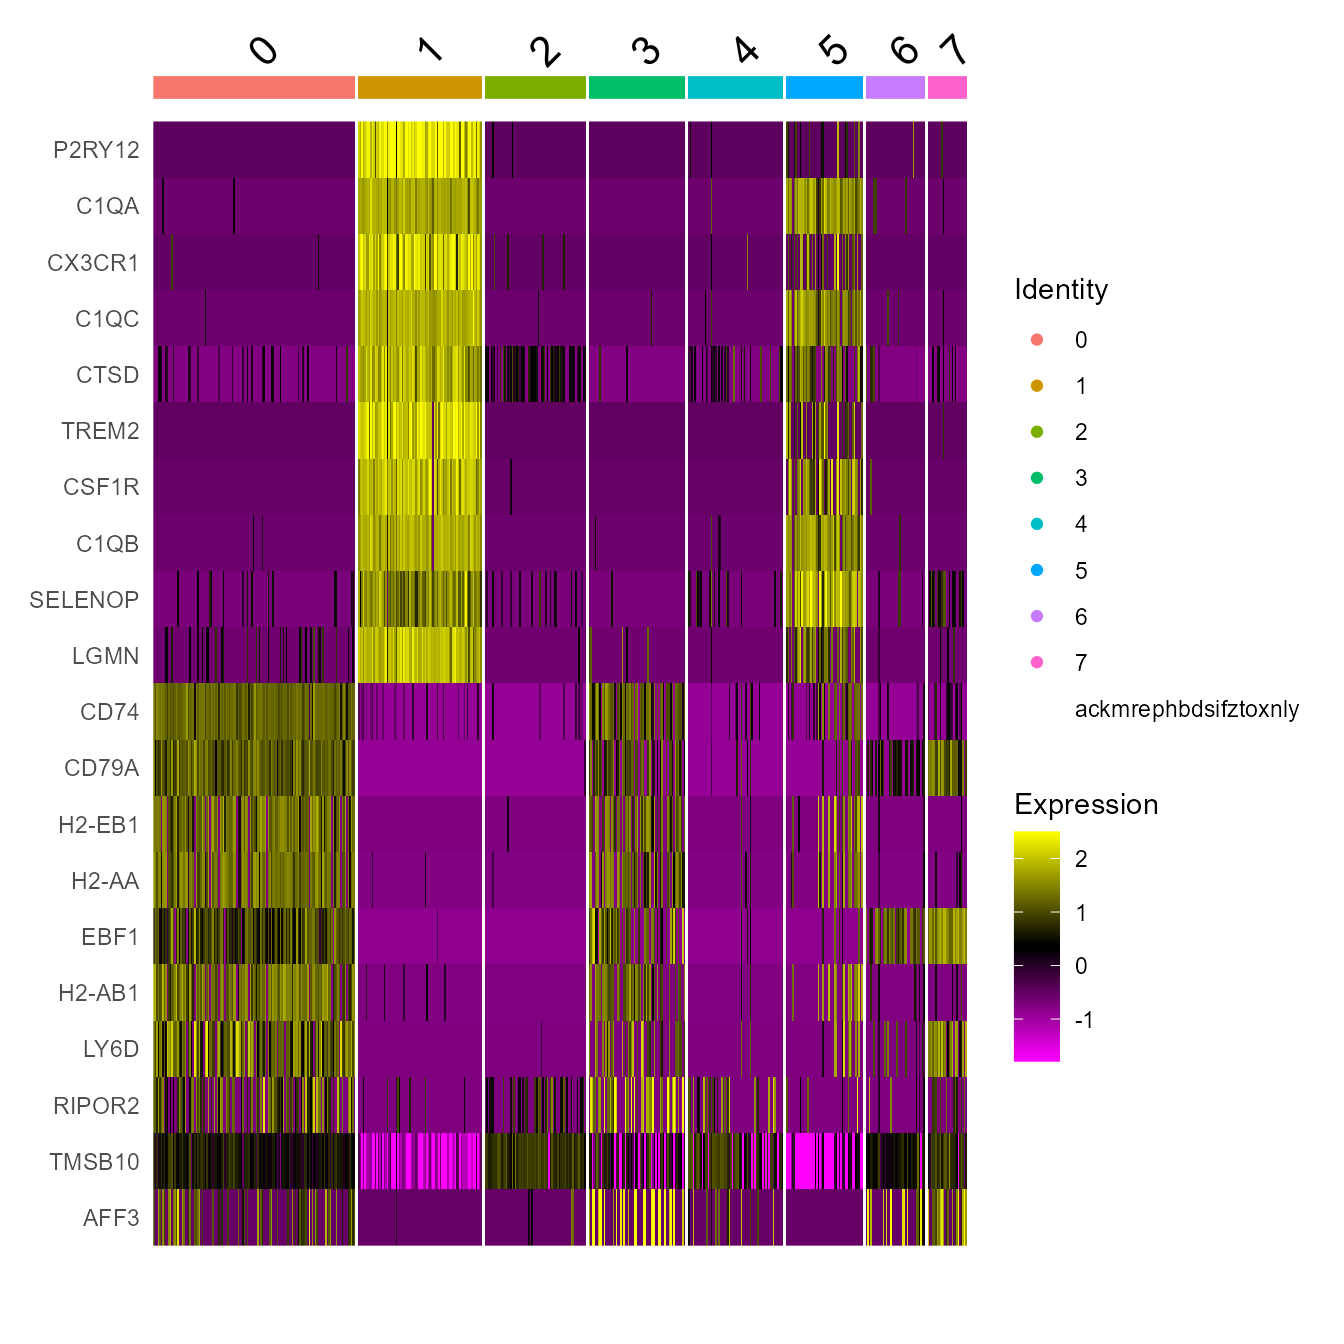 0 1 2 3 4 5 6 7
P2RY12
C1QA
CX3CR1
C1QC
CTSD
TREM2
CSF1R
C1QB
SELENOP
LGMN
CD74
CD79A
H2-EB1
H2-AA
EBF1
H2-AB1
LY6D
RIPOR2
TMSB10
AFF3
Identity
0
1
2
3
4
5
6
7
ackmrephbdsifztoxnly
Expression
2
1
0
-1